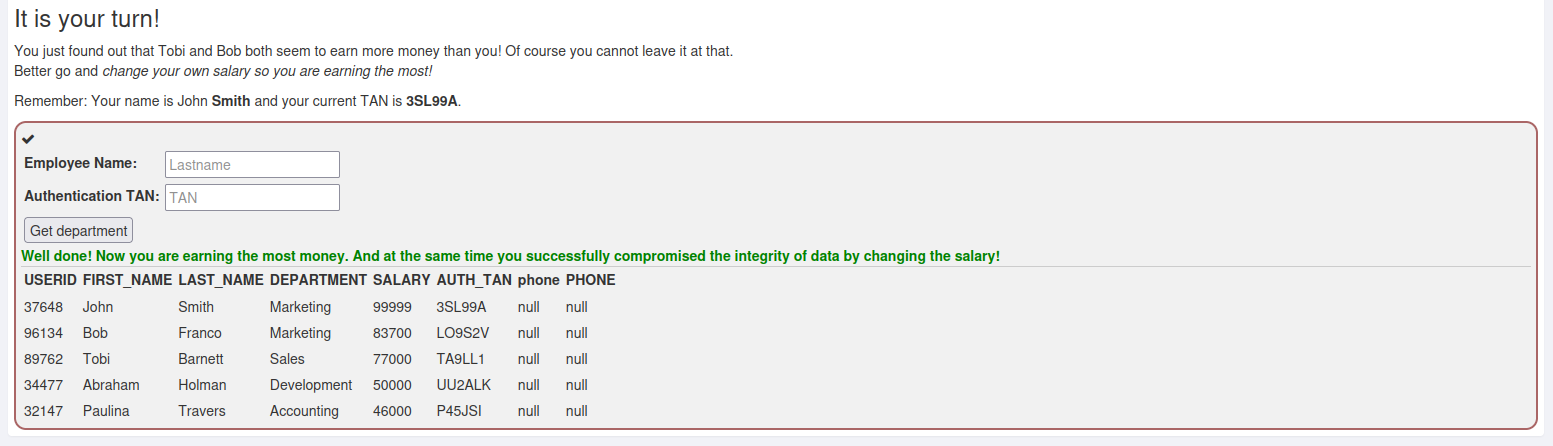 It is your turn!
You just found out that Tobi and Bob both seem to earn more money than you! Of course you cannot leave it at that.
Better go and change your own salary so you are earning the most!
Remember: Your name is John Smith and your current TAN is 3SL99A.
Employee Name: Lastname
Authentication TAN: TAN
Get department
Well done! Now you are earning the most money. And at the same time you successfully compromised the integrity of data by changing the salary!
USERID FIRST_NAME LAST_NAME DEPARTMENT SALARY AUTH_TAN phone PHONE
37648 John Smith Marketing 99999 3SL99A null null
96134 Bob Franco Marketing 83700 LO9S2V null null
89762 Tobi Barnett Sales 77000 TA9LL1 null null
34477 Abraham Holman Development 50000 UU2ALK null null
32147 Paulina Travers Accounting 46000 P45JSI null null